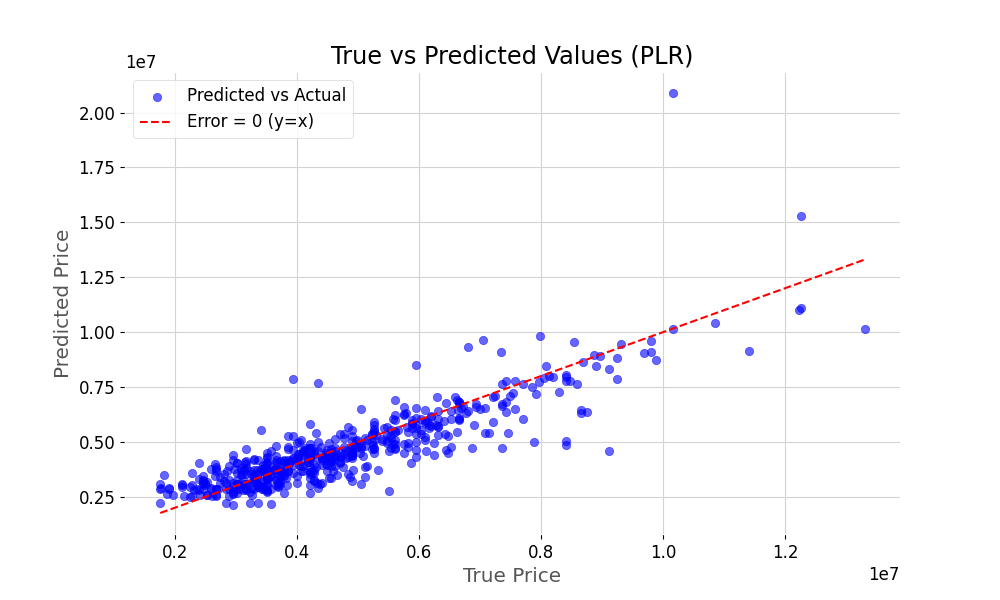 True vs Predicted Values (PLR)
1e7
Predicted vs Actual
Error = 0 (y=x)
2.00
1.75
1.50
1.25
1.00
0.75
0.50
0.25
Predicted Price
0.2 0.4 0.6 0.8 1.0 1.2
1e7
True Price